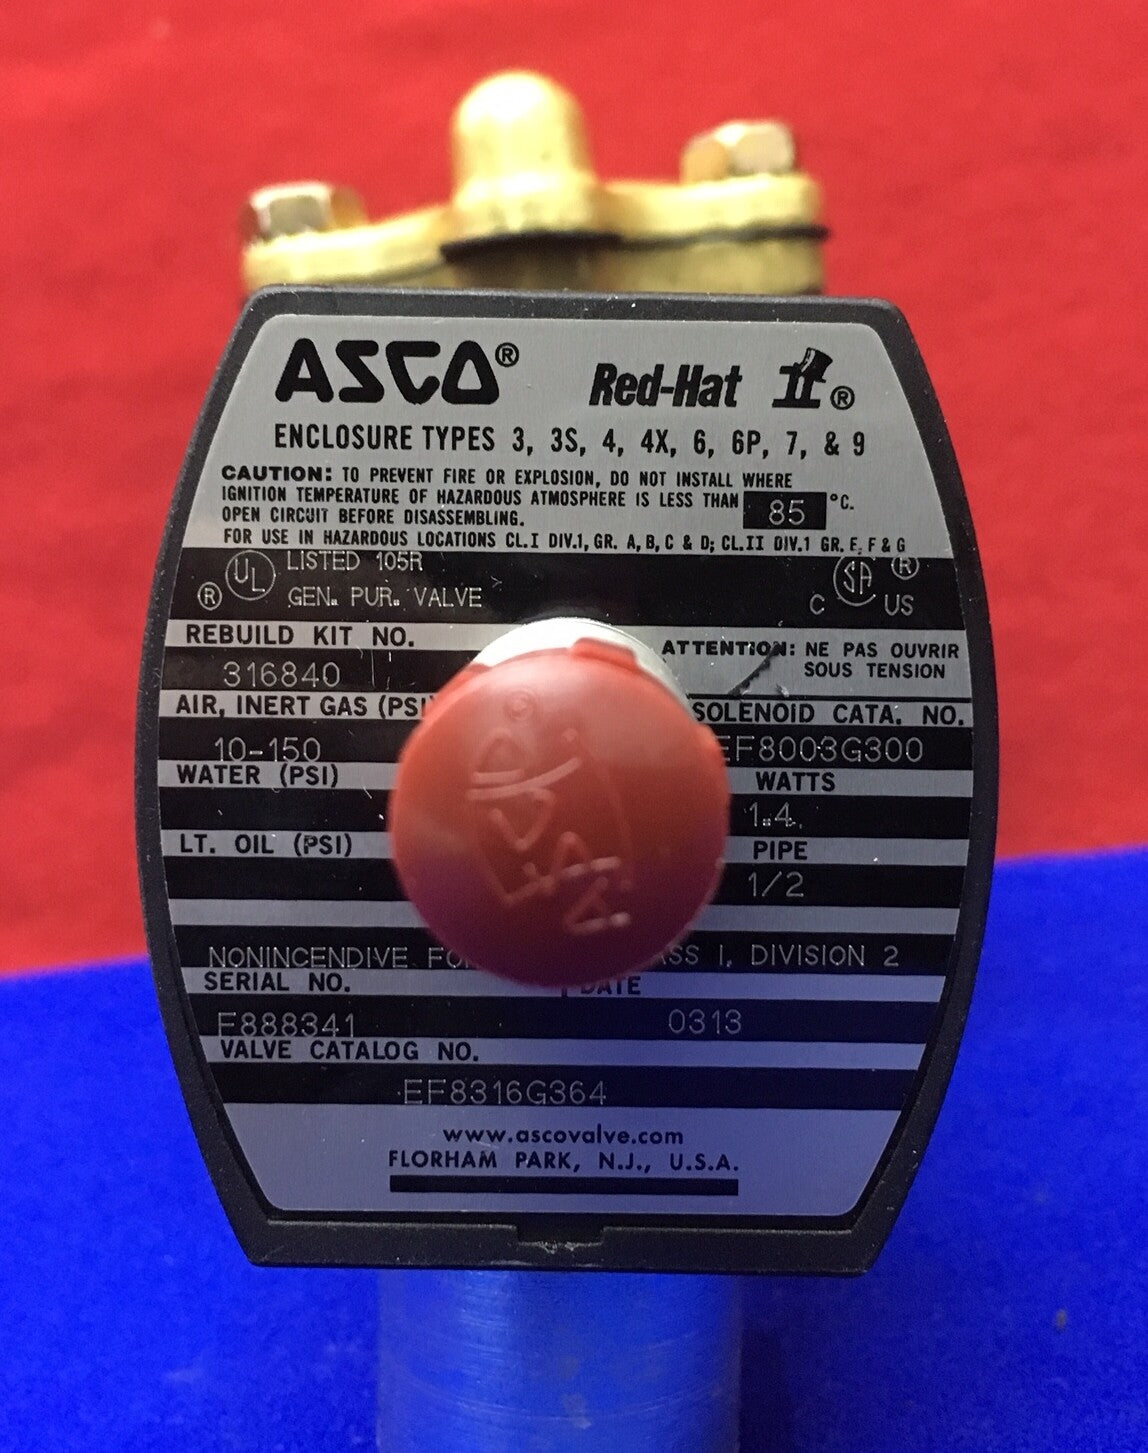 ASCO® Red-Hat II®
ENCLOSURE TYPES 3, 3S, 4, 4X, 6, 6P, 7, & 9
CAUTION: TO PREVENT FIRE OR EXPLOSION, DO NOT INSTALL WHERE
IGNITION TEMPERATURE OF HAZARDOUS ATMOSPHERE IS LESS THAN 85 °C.
OPEN CIRCUIT BEFORE DISASSEMBLING.
FOR USE IN HAZARDOUS LOCATIONS CL.I DIV.1, GR. A, B, C & D; CL.II DIV.1 GR. E, F & G
UL ® LISTED 105R
GEN. PUR. VALVE
C SA ® US
REBUILD KIT NO.
316840
ATTENTION: NE PAS OUVRIR
SOUS TENSION
AIR, INERT GAS (PSI
10-150
SOLENOID CATA. NO.
EF8003G300
WATER (PSI)
WATTS
1.4
LT. OIL (PSI)
PIPE
1/2
NONINCENDIVE I, DIVISION 2
SERIAL NO. DATE
E888341 0313
VALVE CATALOG NO.
EF8316G364
www.ascovalve.com
FLORHAM PARK, N.J., U.S.A.